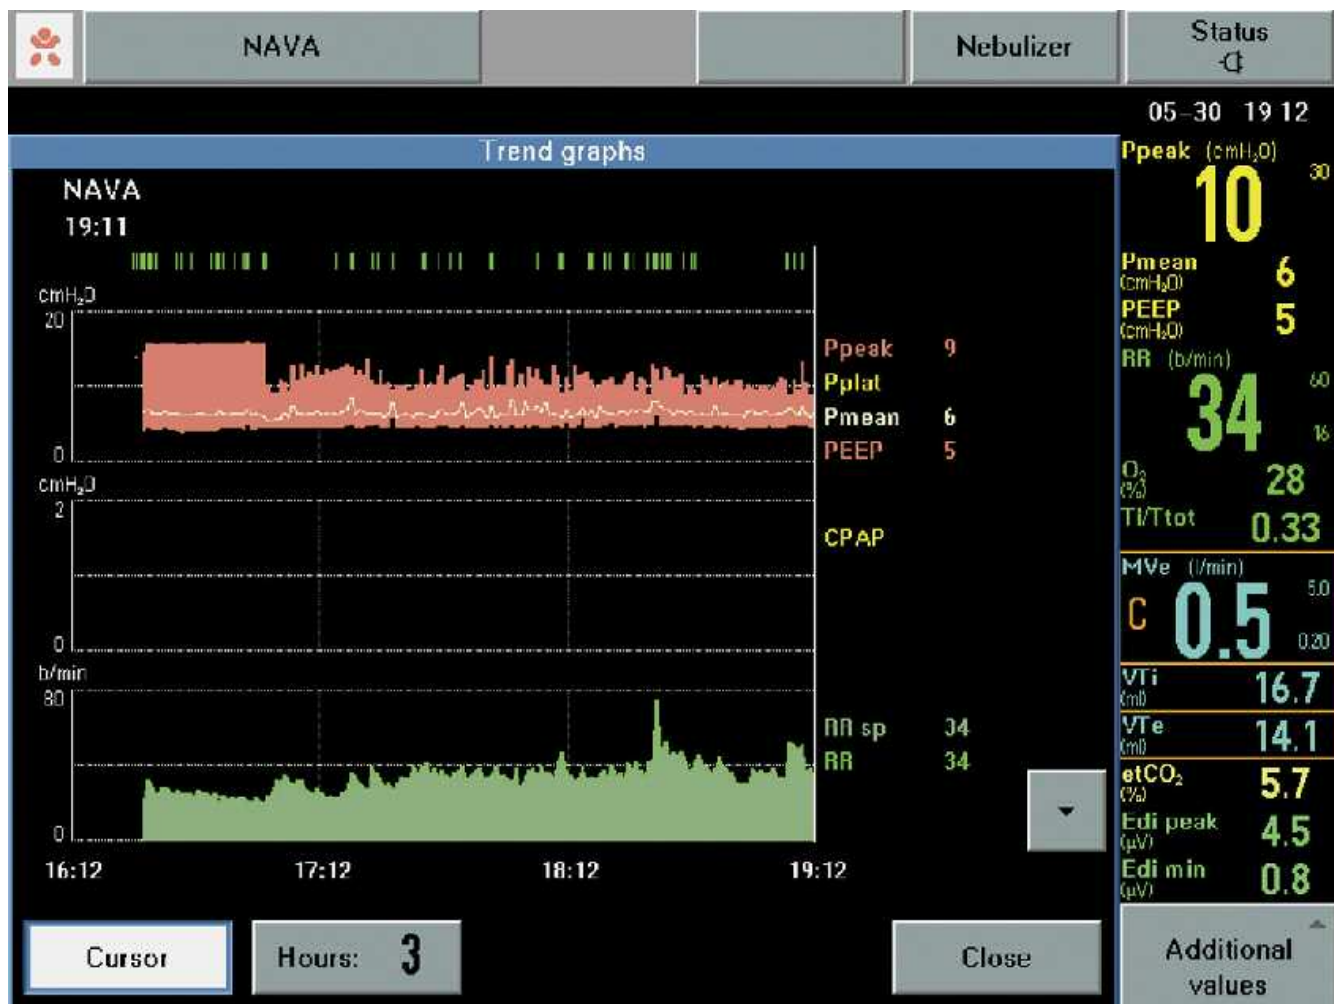 NAVA
Nebulizer
Status
05-30 19 12
Trend graphs
NAVA
19:11
cmH₂O
20
0
Ppeak 9
Pplat
Pmean 6
PEEP 5
cmH₂O
2
0
CPAP
b/min
80
0
RR sp 34
RR 34
16:12 17:12 18:12 19:12
Cursor
Hours: 3
Close
Ppeak (cmH₂O)
30
10
Pmean
(cmH₂O)
6
PEEP
(cmH₂O)
5
RR (b/min)
60
34
16
O₂
(%)
28
TI/Ttot 0.33
MVe (l/min)
5.0
C 0.5
0.20
VTi
(ml)
16.7
VTe
(ml)
14.1
etCO₂
(%)
5.7
Edi peak
(μV)
4.5
Edi min
(μV)
0.8
Additional
values